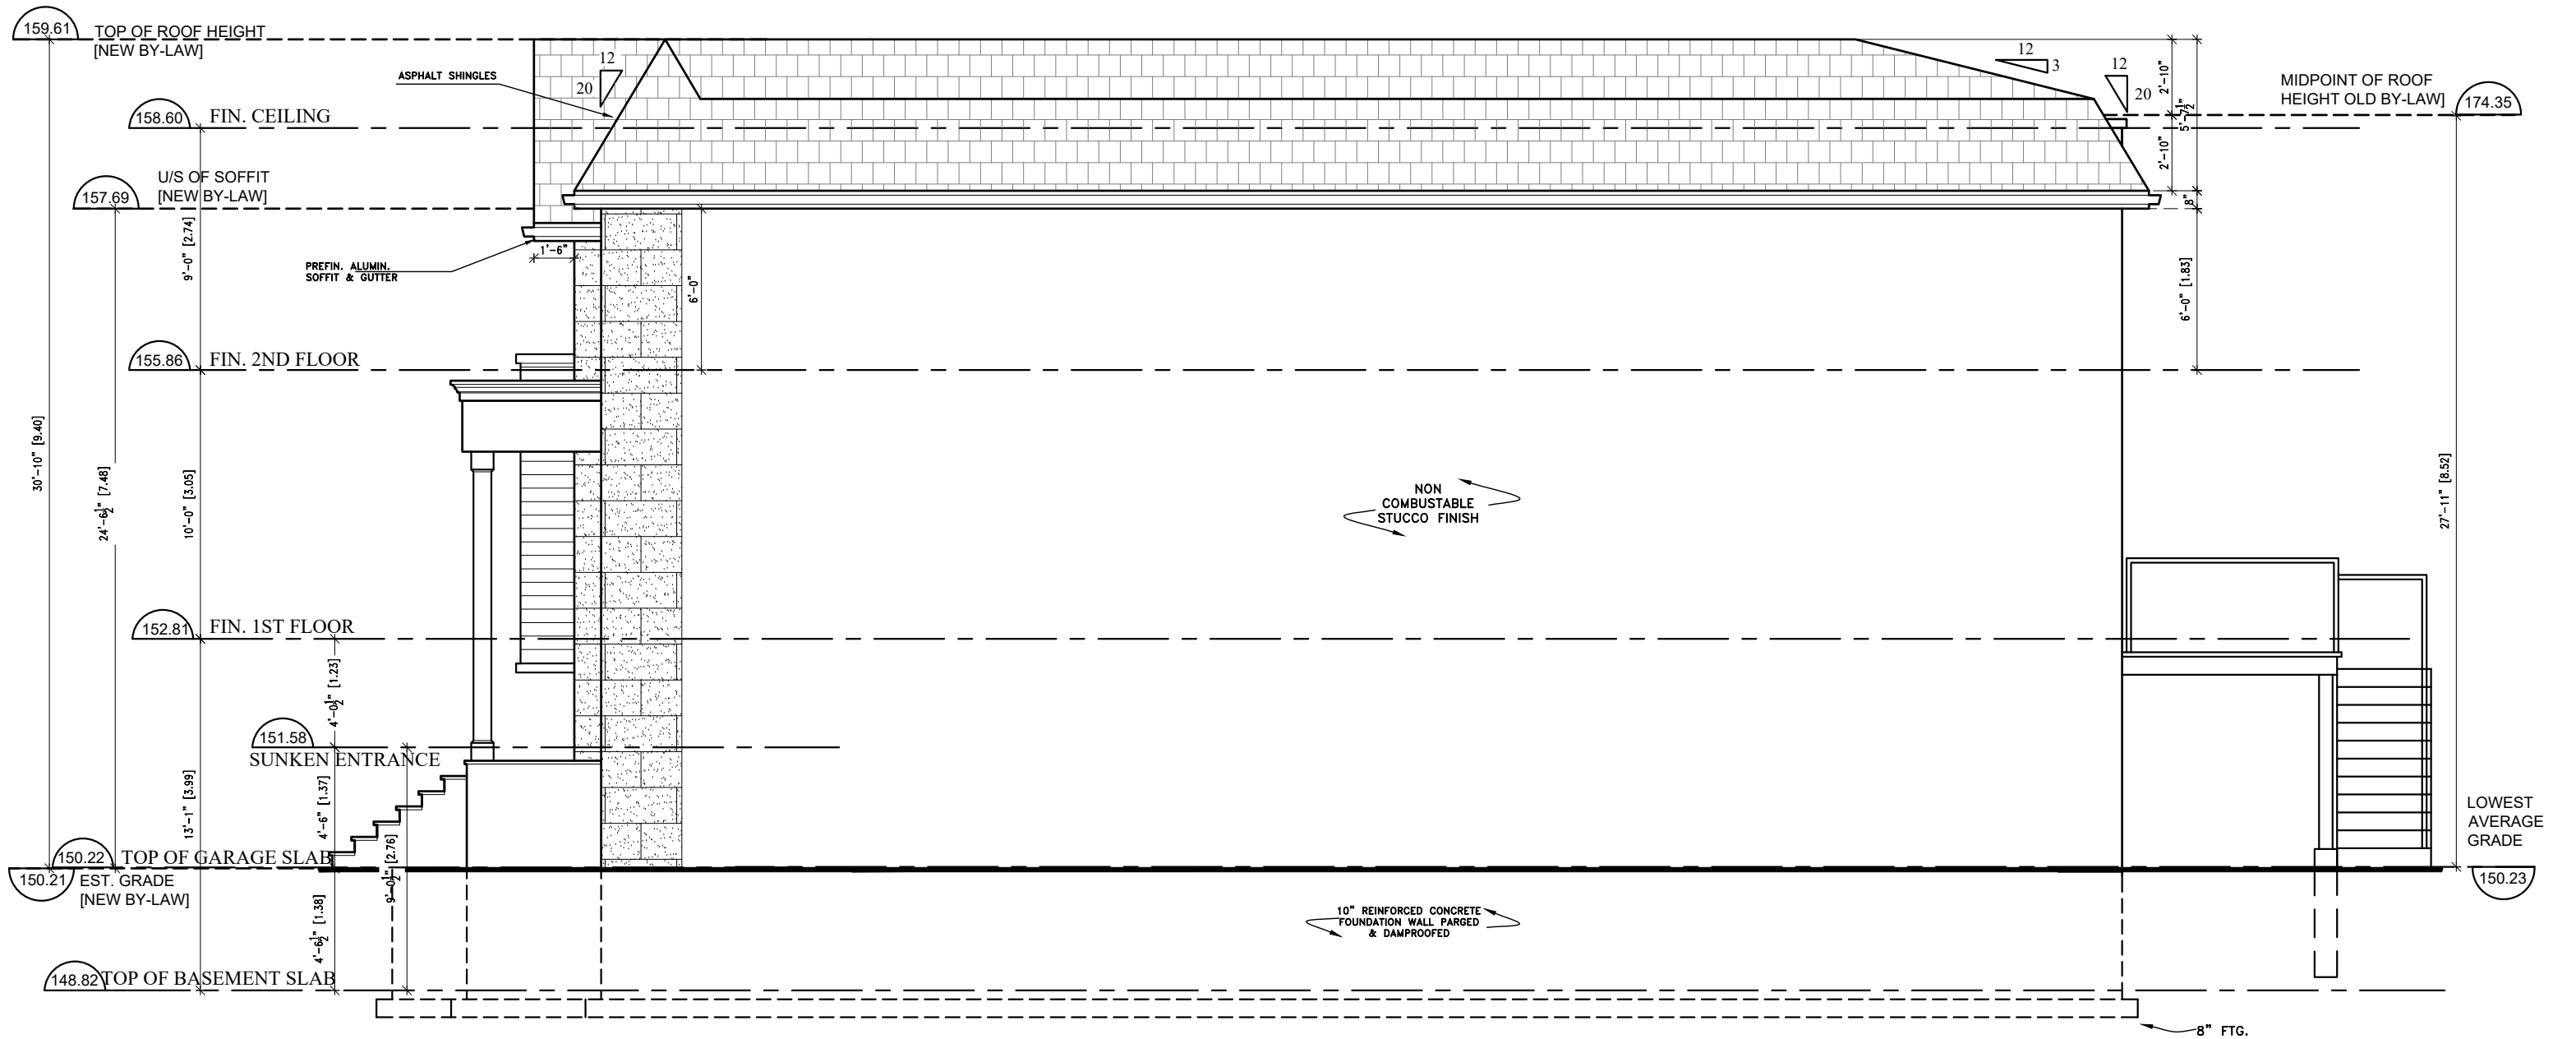 159.61
TOP OF ROOF HEIGHT
[NEW BY-LAW]
ASPHALT SHINGLES
12
20
12
3
12
20
2'-10"
5'-7½"
2'-10"
8"
MIDPOINT OF ROOF
HEIGHT OLD BY-LAW]
174.35
158.60
FIN. CEILING
157.69
U/S OF SOFFIT
[NEW BY-LAW]
9'-0" [2.74]
1'-6"
PREFIN. ALUMIN.
SOFFIT & GUTTER
6'-0"
6'-0" [1.83]
155.86
FIN. 2ND FLOOR
30'-10" [9.40]
24'-6½" [7.48]
10'-0" [3.05]
NON
COMBUSTABLE
STUCCO FINISH
27'-11" [8.52]
152.81
FIN. 1ST FLOOR
4'-0½" [1.23]
151.58
SUNKEN ENTRANCE
13'-1" [3.99]
4'-6" [1.37]
9'-0½" [2.76]
LOWEST
AVERAGE
GRADE
150.22
TOP OF GARAGE SLAB
150.21
EST. GRADE
[NEW BY-LAW]
150.23
4'-6½" [1.38]
10" REINFORCED CONCRETE
FOUNDATION WALL PARGED
& DAMPROOFED
148.82
TOP OF BASEMENT SLAB
8" FTG.